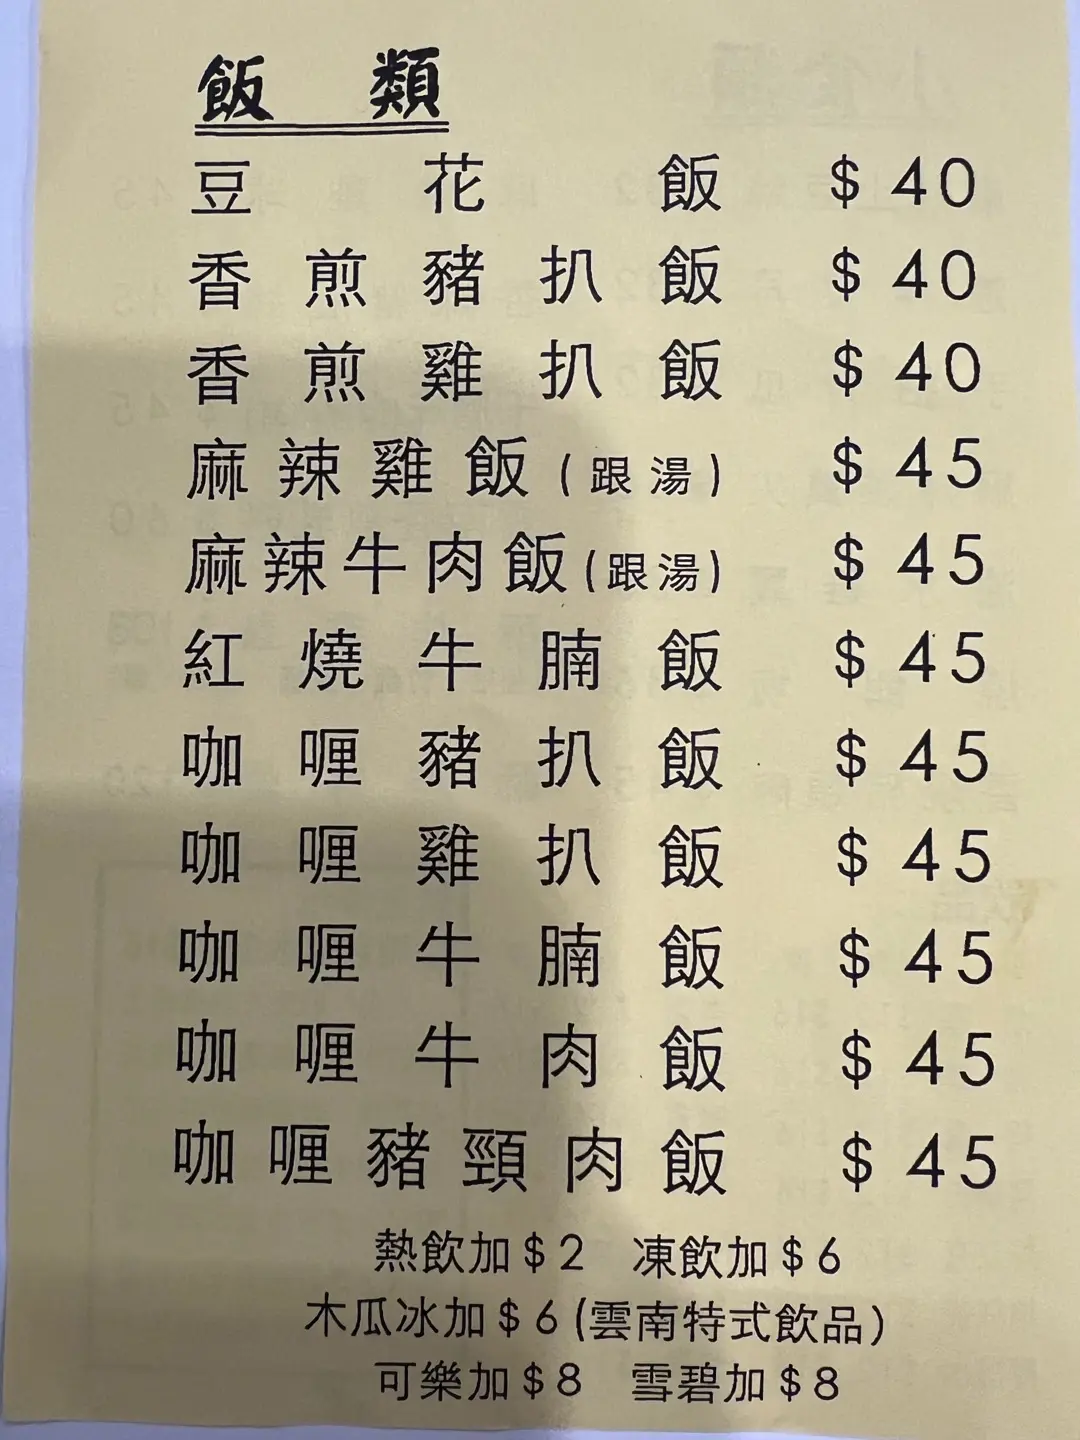 飯類
豆花飯 $40
香煎豬扒飯 $40
香煎雞扒飯 $40
麻辣雞飯(跟湯) $45
麻辣牛肉飯(跟湯) $45
紅燒牛腩飯 $45
咖喱豬扒飯 $45
咖喱雞扒飯 $45
咖喱牛腩飯 $45
咖喱牛肉飯 $45
咖喱豬頸肉飯 $45
熱飲加$2 凍飲加$6
木瓜冰加$6(雲南特式飲品)
可樂加$8 雪碧加$8